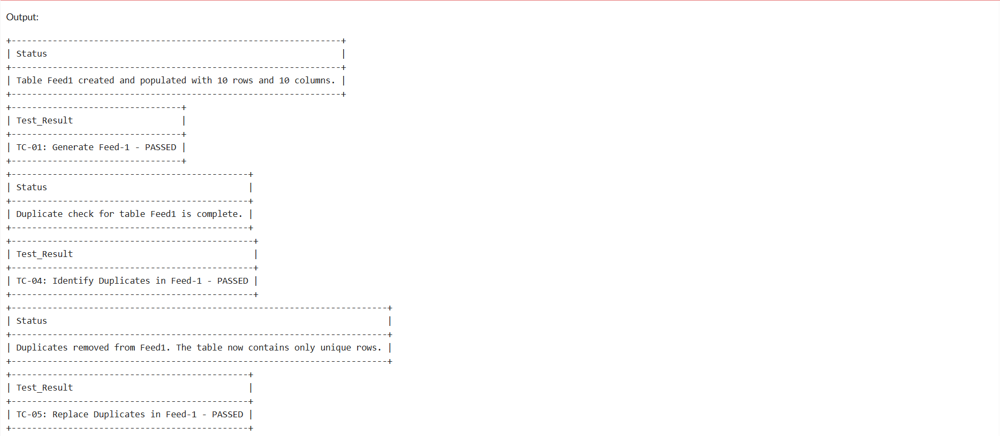 Output:
+----------------------------------------------------------------+
| Status                                                         |
+----------------------------------------------------------------+
| Table Feed1 created and populated with 10 rows and 10 columns. |
+----------------------------------------------------------------+
+---------------------------------+
| Test_Result                     |
+---------------------------------+
| TC-01: Generate Feed-1 - PASSED |
+---------------------------------+
+----------------------------------------------+
| Status                                       |
+----------------------------------------------+
| Duplicate check for table Feed1 is complete. |
+----------------------------------------------+
+-----------------------------------------------+
| Test_Result                                   |
+-----------------------------------------------+
| TC-04: Identify Duplicates in Feed-1 - PASSED |
+-----------------------------------------------+
+-------------------------------------------------------------------------+
| Status                                                                  |
+-------------------------------------------------------------------------+
| Duplicates removed from Feed1. The table now contains only unique rows. |
+-------------------------------------------------------------------------+
+----------------------------------------------+
| Test_Result                                  |
+----------------------------------------------+
| TC-05: Replace Duplicates in Feed-1 - PASSED |
+----------------------------------------------+